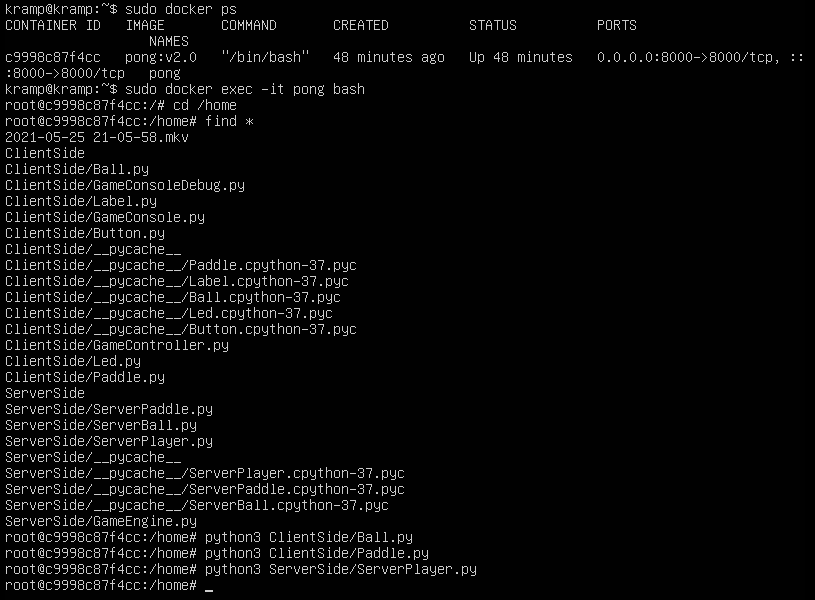 kramp@kramp:~$ sudo docker ps
CONTAINER ID   IMAGE       COMMAND       CREATED          STATUS          PORTS
                  NAMES
c9998c87f4cc   pong:v2.0   "/bin/bash"   48 minutes ago   Up 48 minutes   0.0.0.0:8000->8000/tcp, ::
:8000->8000/tcp   pong
kramp@kramp:~$ sudo docker exec -it pong bash
root@c9998c87f4cc:/# cd /home
root@c9998c87f4cc:/home# find *
2021-05-25 21-05-58.mkv
ClientSide
ClientSide/Ball.py
ClientSide/GameConsoleDebug.py
ClientSide/Label.py
ClientSide/GameConsole.py
ClientSide/Button.py
ClientSide/__pycache__
ClientSide/__pycache__/Paddle.cpython-37.pyc
ClientSide/__pycache__/Label.cpython-37.pyc
ClientSide/__pycache__/Ball.cpython-37.pyc
ClientSide/__pycache__/Led.cpython-37.pyc
ClientSide/__pycache__/Button.cpython-37.pyc
ClientSide/GameController.py
ClientSide/Led.py
ClientSide/Paddle.py
ServerSide
ServerSide/ServerPaddle.py
ServerSide/ServerBall.py
ServerSide/ServerPlayer.py
ServerSide/__pycache__
ServerSide/__pycache__/ServerPlayer.cpython-37.pyc
ServerSide/__pycache__/ServerPaddle.cpython-37.pyc
ServerSide/__pycache__/ServerBall.cpython-37.pyc
ServerSide/GameEngine.py
root@c9998c87f4cc:/home# python3 ClientSide/Ball.py
root@c9998c87f4cc:/home# python3 ClientSide/Paddle.py
root@c9998c87f4cc:/home# python3 ServerSide/ServerPlayer.py
root@c9998c87f4cc:/home# _